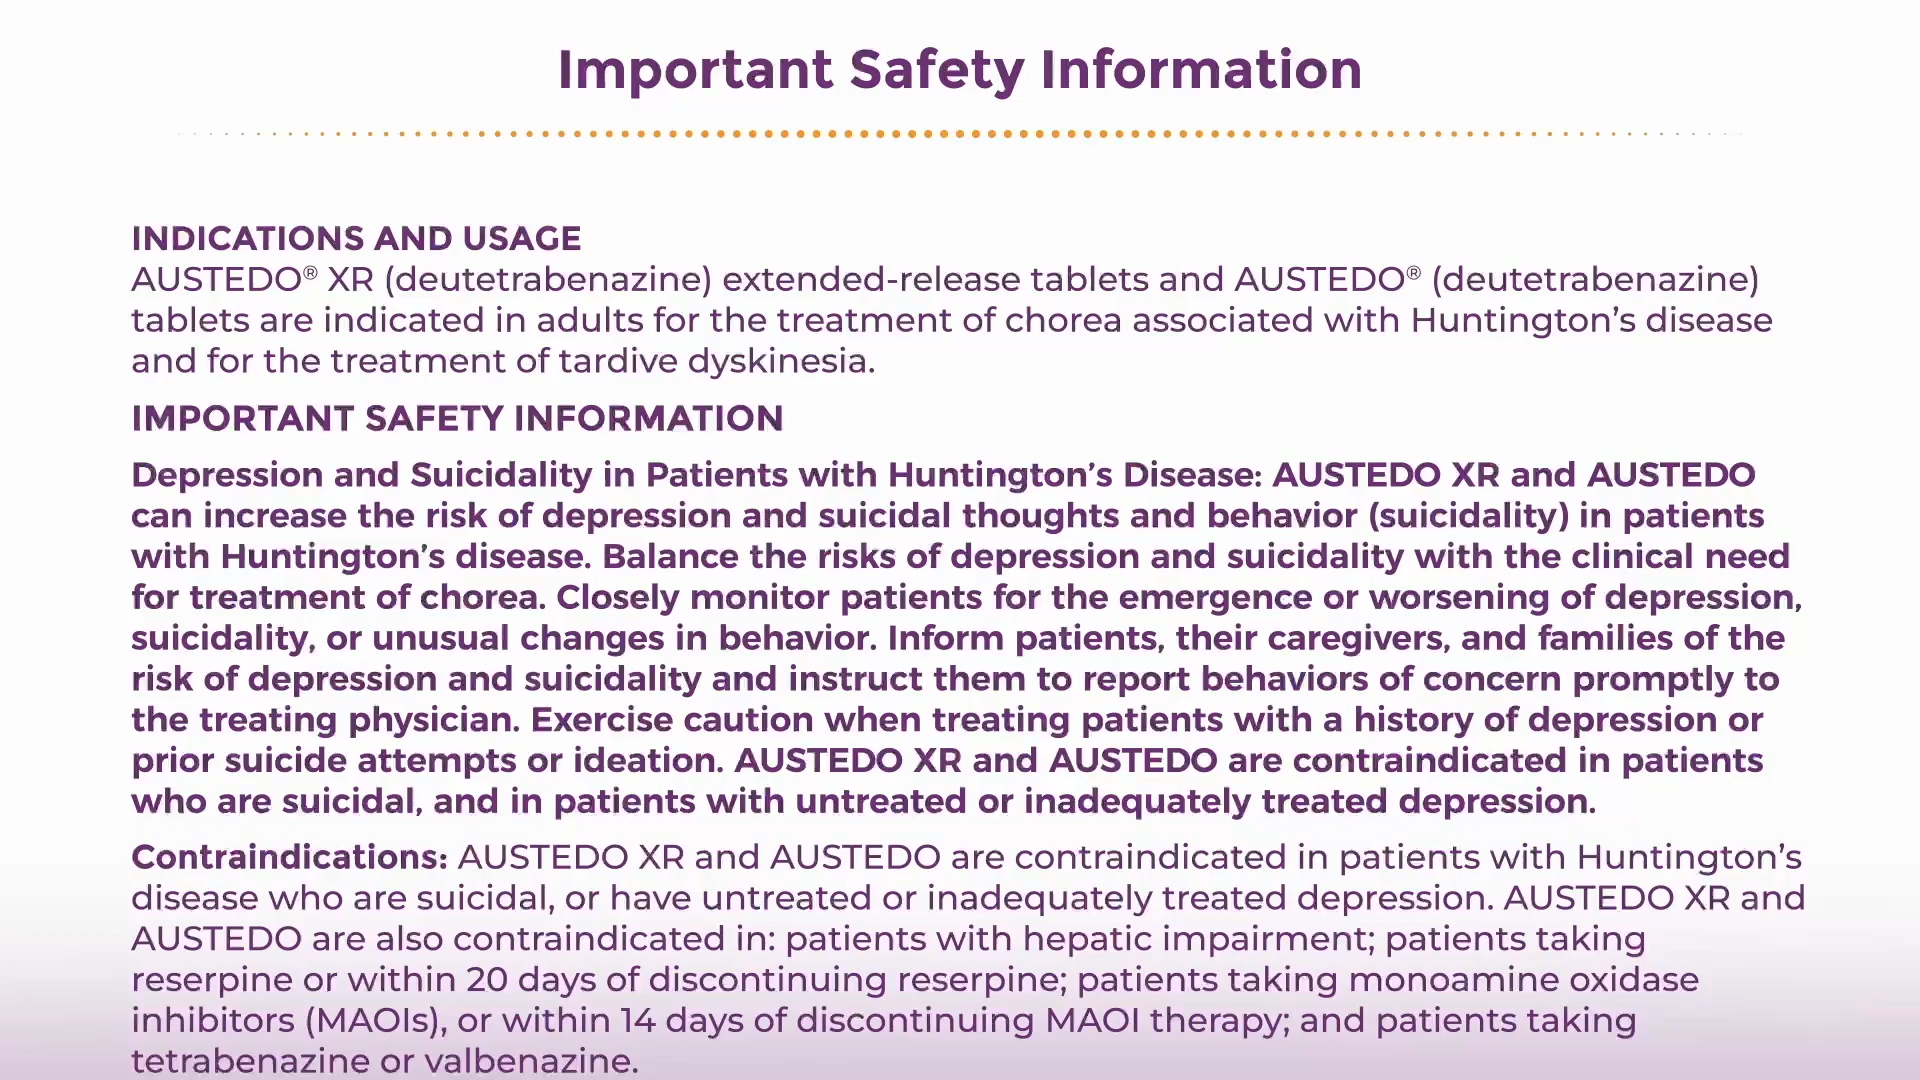 Important Safety Information
INDICATIONS AND USAGE
AUSTEDO® XR (deutetrabenazine) extended-release tablets and AUSTEDO® (deutetrabenazine)
tablets are indicated in adults for the treatment of chorea associated with Huntington’s disease
and for the treatment of tardive dyskinesia.
IMPORTANT SAFETY INFORMATION
Depression and Suicidality in Patients with Huntington’s Disease: AUSTEDO XR and AUSTEDO
can increase the risk of depression and suicidal thoughts and behavior (suicidality) in patients
with Huntington’s disease. Balance the risks of depression and suicidality with the clinical need
for treatment of chorea. Closely monitor patients for the emergence or worsening of depression,
suicidality, or unusual changes in behavior. Inform patients, their caregivers, and families of the
risk of depression and suicidality and instruct them to report behaviors of concern promptly to
the treating physician. Exercise caution when treating patients with a history of depression or
prior suicide attempts or ideation. AUSTEDO XR and AUSTEDO are contraindicated in patients
who are suicidal, and in patients with untreated or inadequately treated depression.
Contraindications: AUSTEDO XR and AUSTEDO are contraindicated in patients with Huntington’s
disease who are suicidal, or have untreated or inadequately treated depression. AUSTEDO XR and
AUSTEDO are also contraindicated in: patients with hepatic impairment; patients taking
reserpine or within 20 days of discontinuing reserpine; patients taking monoamine oxidase
inhibitors (MAOIs), or within 14 days of discontinuing MAOI therapy; and patients taking
tetrabenazine or valbenazine.